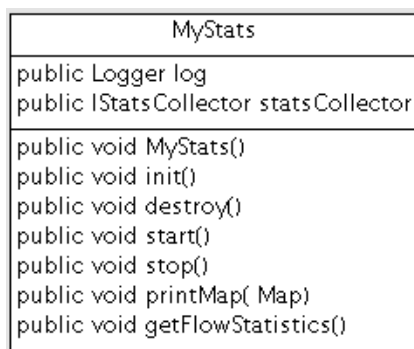 MyStats
public Logger log
public IStatsCollector statsCollector
public void MyStats()
public void init()
public void destroy()
public void start()
public void stop()
public void printMap( Map)
public void getFlowStatistics()